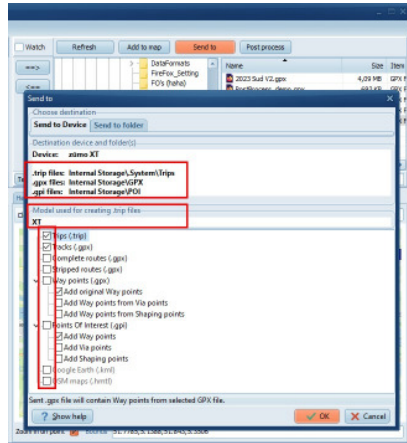 Watch Refresh Add to map Send to Post process
==> DataFormats Name Size Item
FireFox_Setting 2023 Sud V2.gpx 4,09 MB GPX
<== FO's (haha)
Send to
Choose destination
Send to Device Send to folder
Destination device and folder(s)
Device: zūmo XT
.trip files: Internal Storage\.System\Trips
.gpx files: Internal Storage\GPX
.gpi files: Internal Storage\POI
Model used for creating .trip files
XT
Trips (.trip)
Tracks (.gpx)
Complete routes (.gpx)
Stripped routes (.gpx)
Way points (.gpx)
Add original Way points
Add Way points from Via points
Add Way points from Shaping points
Points Of Interest (.gpi)
Add Way points
Add Via points
Add Shaping points
Google Earth (.kml)
OSM maps (.html)
Sent .gpx file will contain Way points from selected GPX file.
? Show help OK Cancel